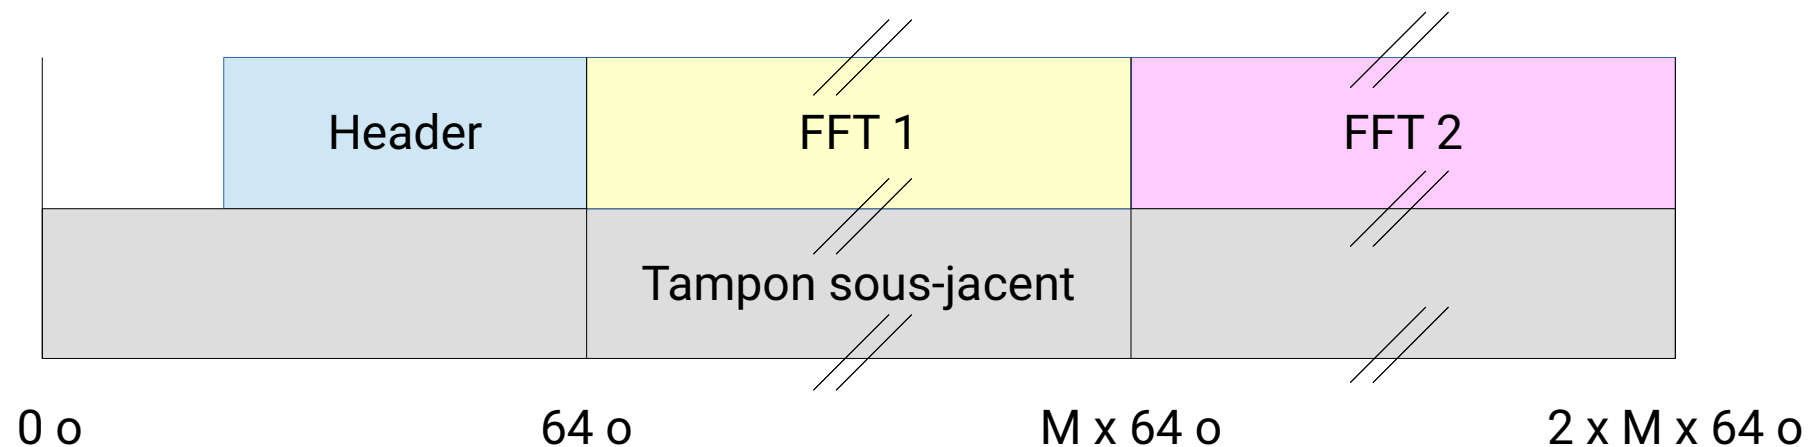 Header
FFT 1
FFT 2
Tampon sous-jacent
0 o
64 o
M x 64 o
2 x M x 64 o